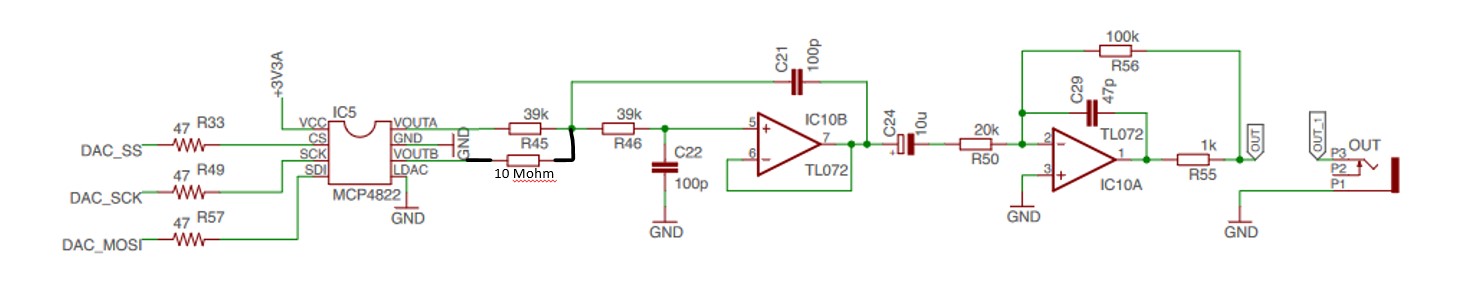 +3V3A
DAC_SS
47
R33
DAC_SCK
47
R49
DAC_MOSI
47
R57
IC5
VCC
CS
SCK
SDI
VOUTA
GND
VOUTB
LDAC
MCP4822
GND
GND
39k
R45
10 Mohm
39k
R46
C22
100p
GND
C21
100p
5
6
7
IC10B
TL072
C24
10u
20k
R50
100k
R56
C29
47p
TL072
2
3
1
IC10A
GND
1k
R55
OUT
GND
OUT_1
OUT
P3
P2
P1